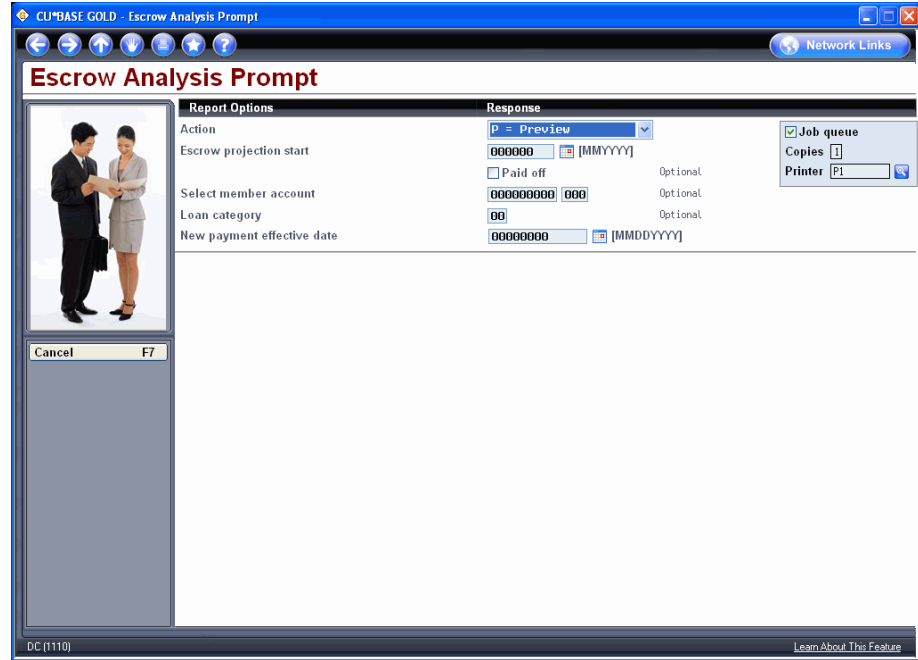 CU*BASE GOLD - Escrow Analysis Prompt
Network Links
Escrow Analysis Prompt
Report Options Response
Action P = Preview
Job queue
Escrow projection start 000000 [MMYYYY]
Copies 1
Paid off Optional
Printer P1
Select member account 000000000 000 Optional
Loan category 00 Optional
New payment effective date 00000000 [MMDDYYYY]
Cancel F7
DC (1110) Learn About This Feature